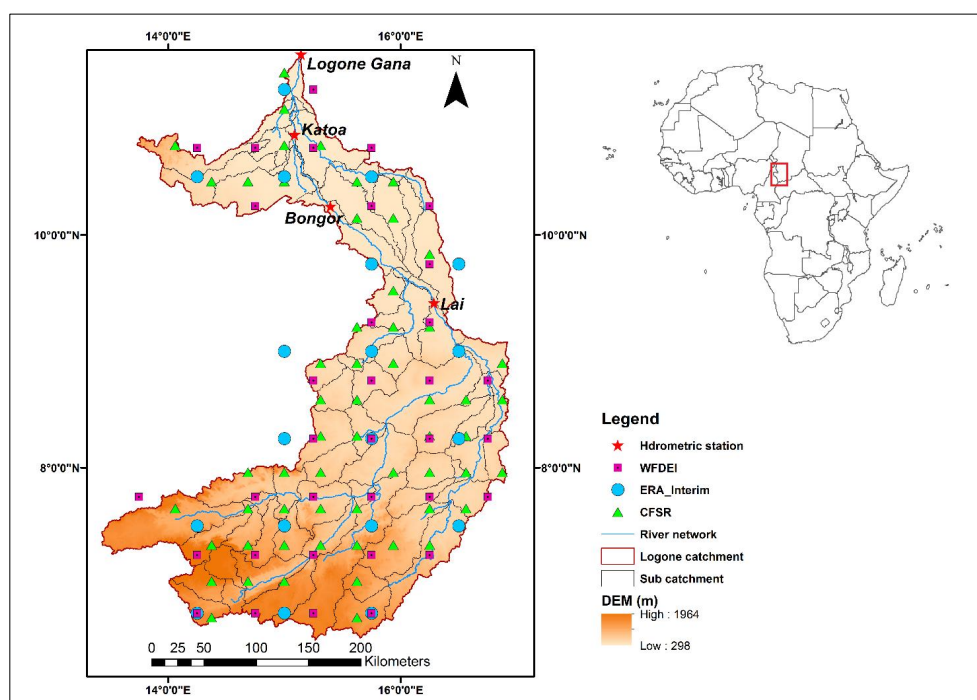 14°0'0"E
16°0'0"E
N
Logone Gana
Katoa
Bongor
10°0'0"N
10°0'0"N
Lai
8°0'0"N
8°0'0"N
0 25 50 100 150 200
Kilometers
14°0'0"E
16°0'0"E
Legend
Hdrometric station
WFDEI
ERA_Interim
CFSR
River network
Logone catchment
Sub catchment
DEM (m)
High : 1964
Low : 298